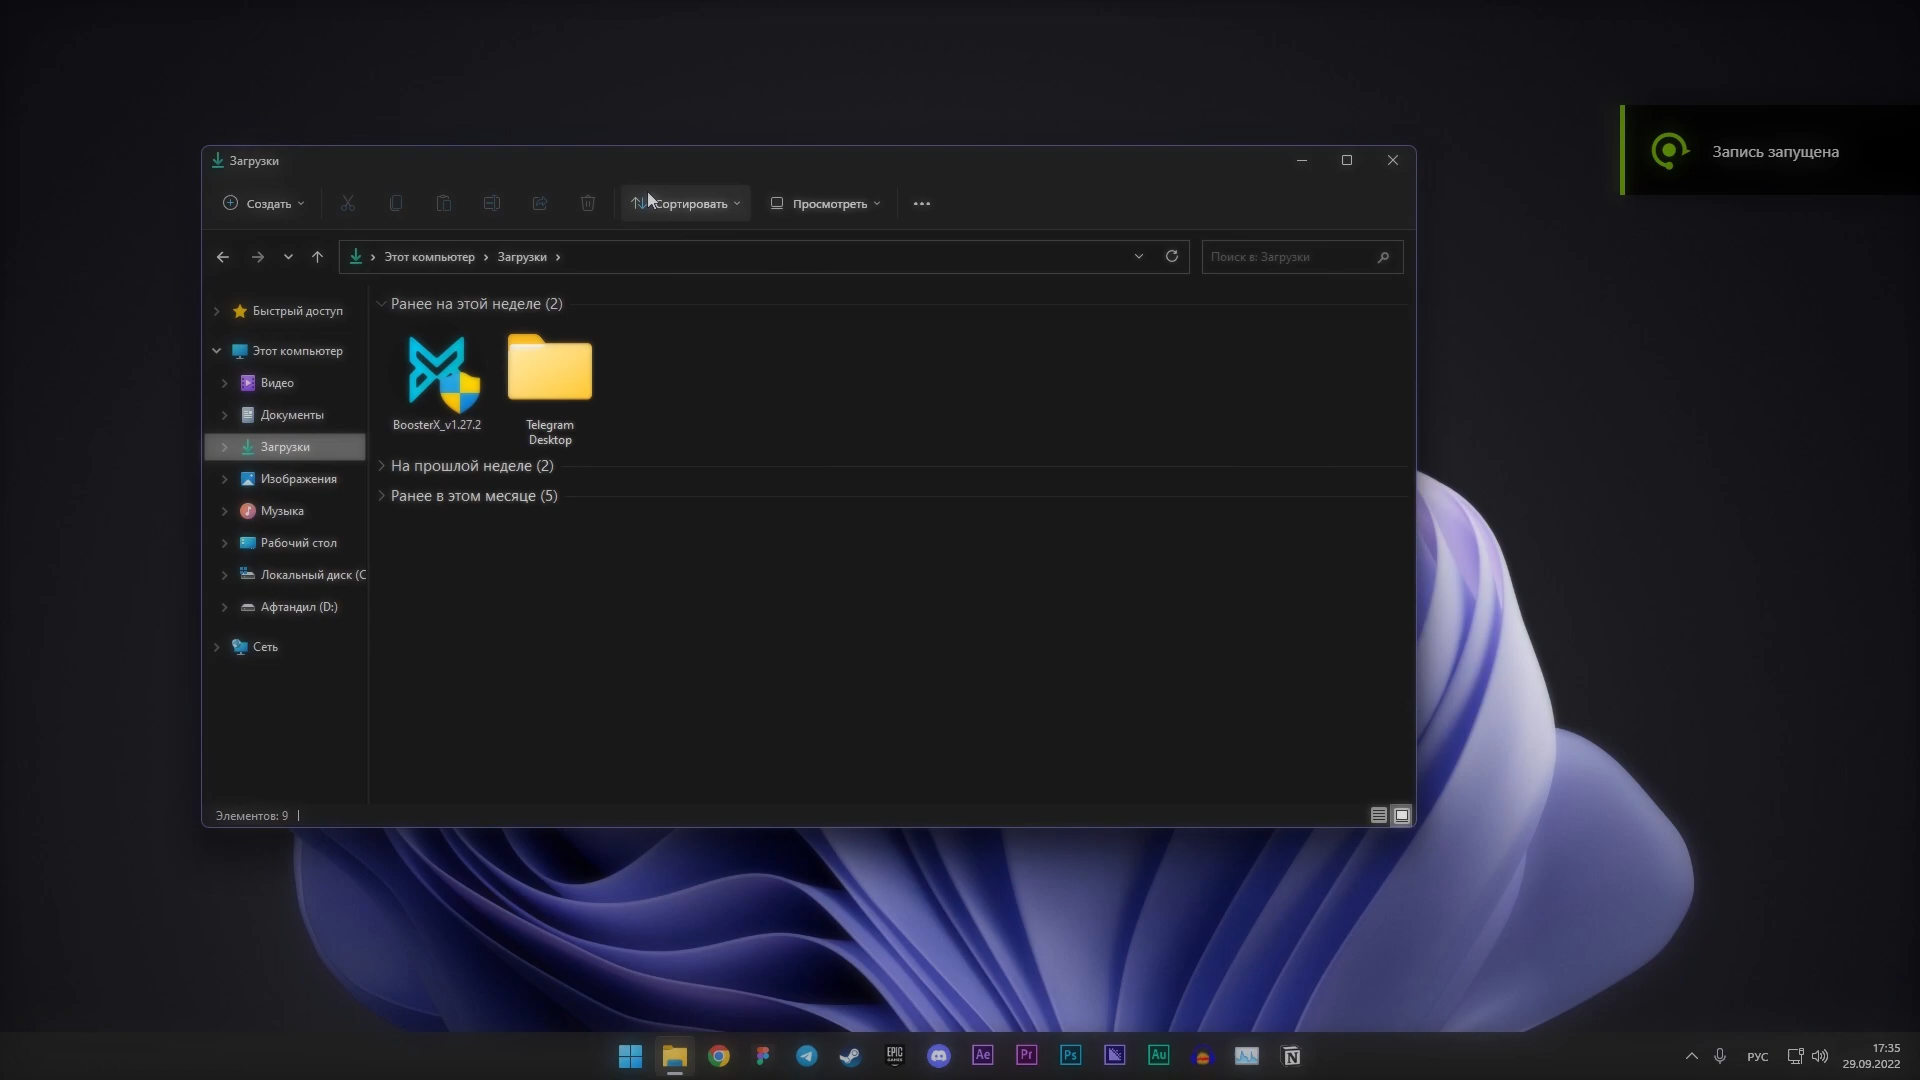 Загрузки
Запись запущена
Создать
Сортировать
Просмотреть
Этот компьютер
Загрузки
Поиск в: Загрузки
Быстрый доступ
Этот компьютер
Видео
Документы
Загрузки
Изображения
Музыка
Рабочий стол
Локальный диск (C
Афтандил (D:)
Сеть
Ранее на этой неделе (2)
BoosterX_v1.27.2
Telegram
Desktop
На прошлой неделе (2)
Ранее в этом месяце (5)
Элементов: 9
EPIC
GAMES
Ae
Pr
Ps
Au
N
РУС
17:35
29.09.2022